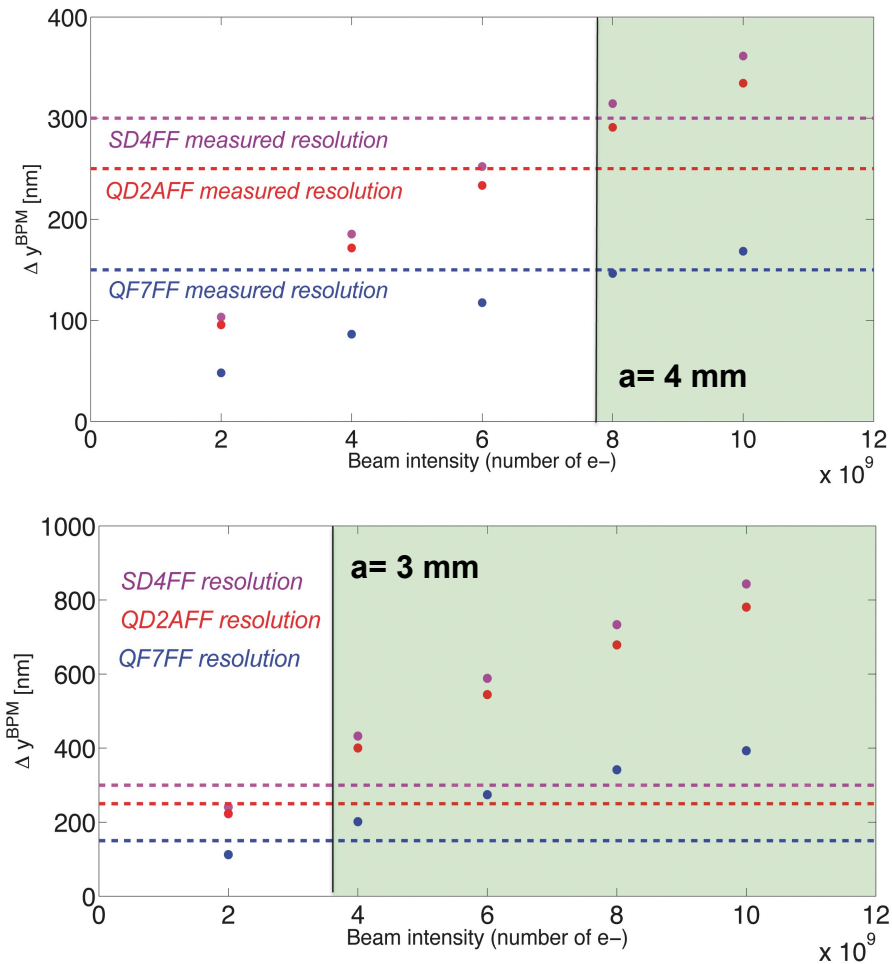 400
300
200
100
0
Δ y^BPM [nm]
SD4FF measured resolution
QD2AFF measured resolution
QF7FF measured resolution
a= 4 mm
0 2 4 6 8 10 12
Beam intensity (number of e−)
x 10^9
1000
800
600
400
200
0
Δ y^BPM [nm]
a= 3 mm
SD4FF resolution
QD2AFF resolution
QF7FF resolution
0 2 4 6 8 10 12
Beam intensity (number of e−)
x 10^9